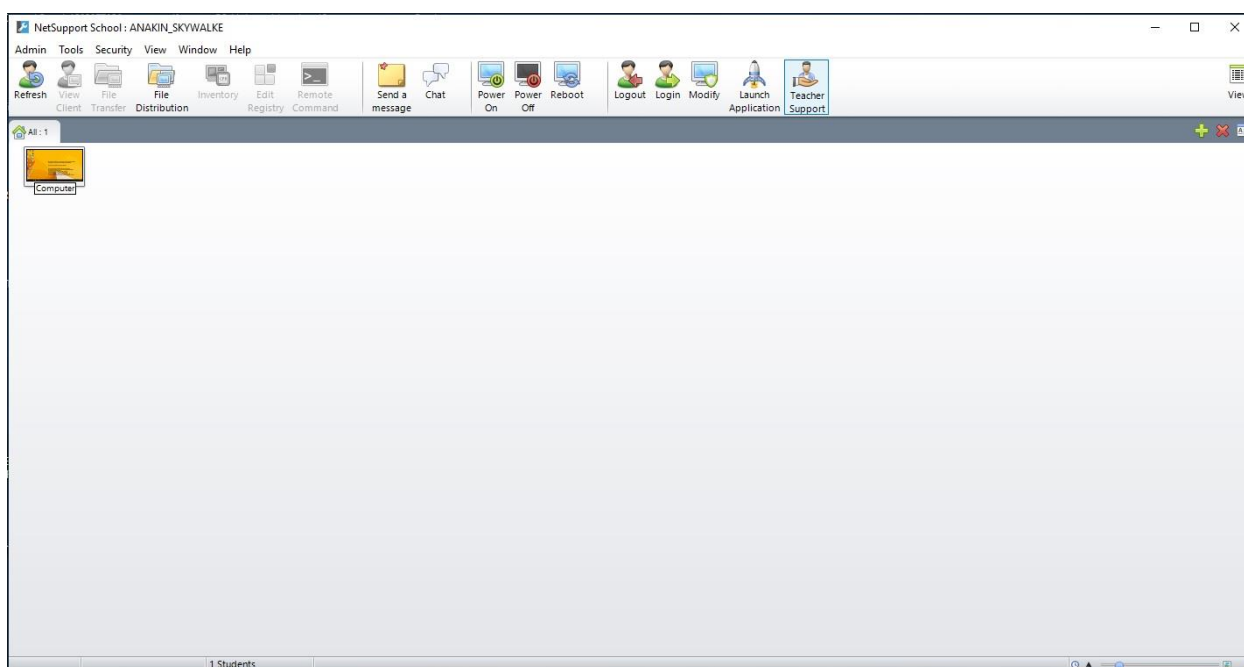 NetSupport School : ANAKIN_SKYWALKE
Admin Tools Security View Window Help
Refresh View Client File Transfer File Distribution Inventory Edit Registry Remote Command Send a message Chat Power On Power Off Reboot Logout Login Modify Launch Application Teacher Support View
All : 1
Computer
1 Students